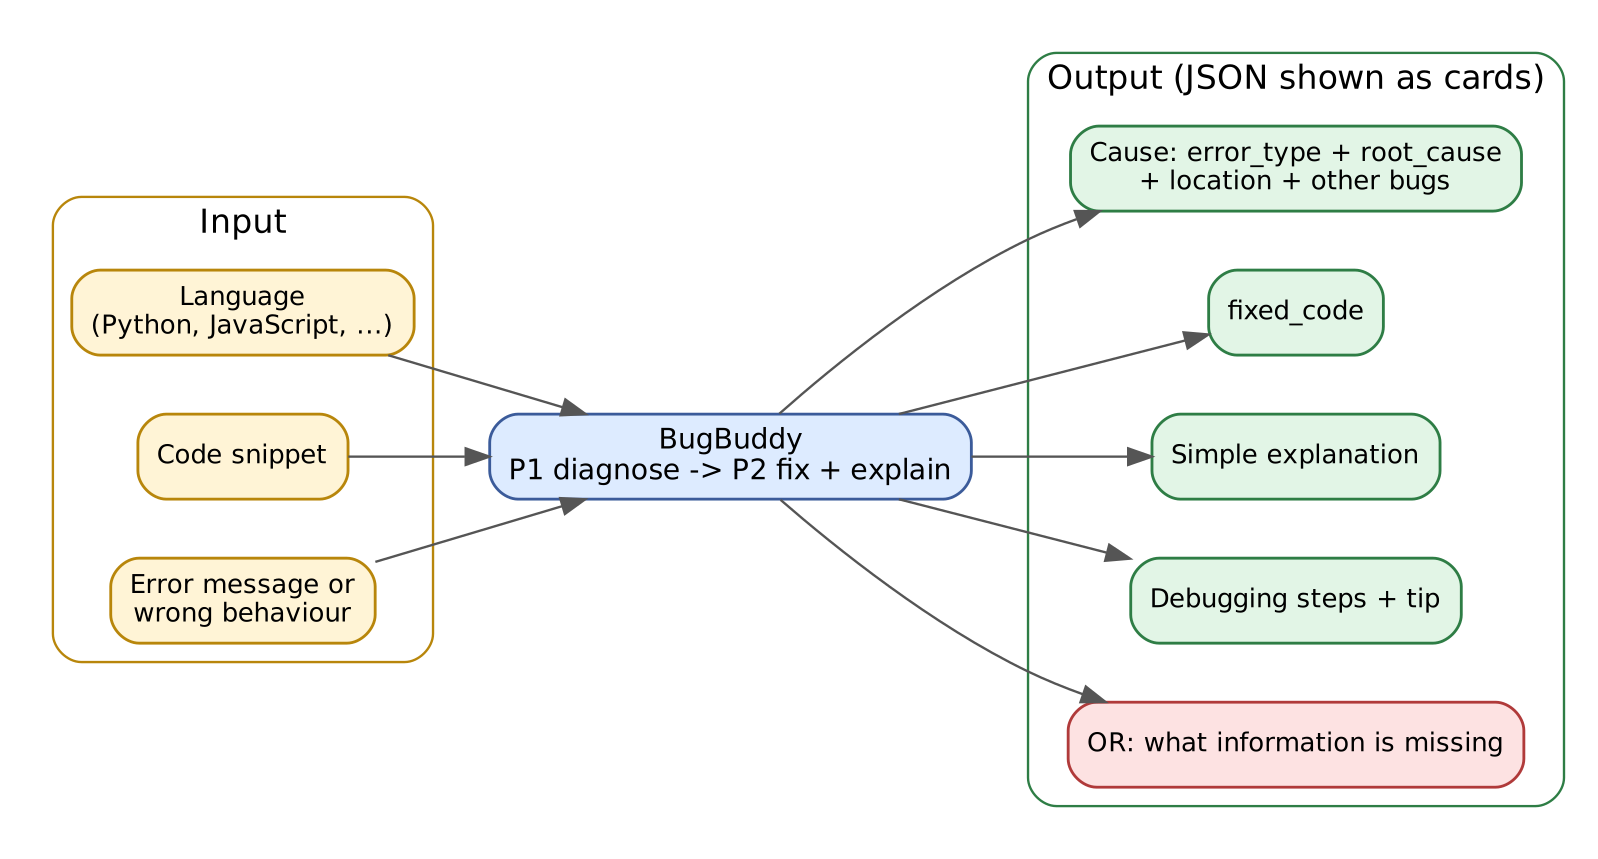 Input
Language
(Python, JavaScript, ...)
Code snippet
Error message or
wrong behaviour
BugBuddy
P1 diagnose -> P2 fix + explain
Output (JSON shown as cards)
Cause: error_type + root_cause
+ location + other bugs
fixed_code
Simple explanation
Debugging steps + tip
OR: what information is missing